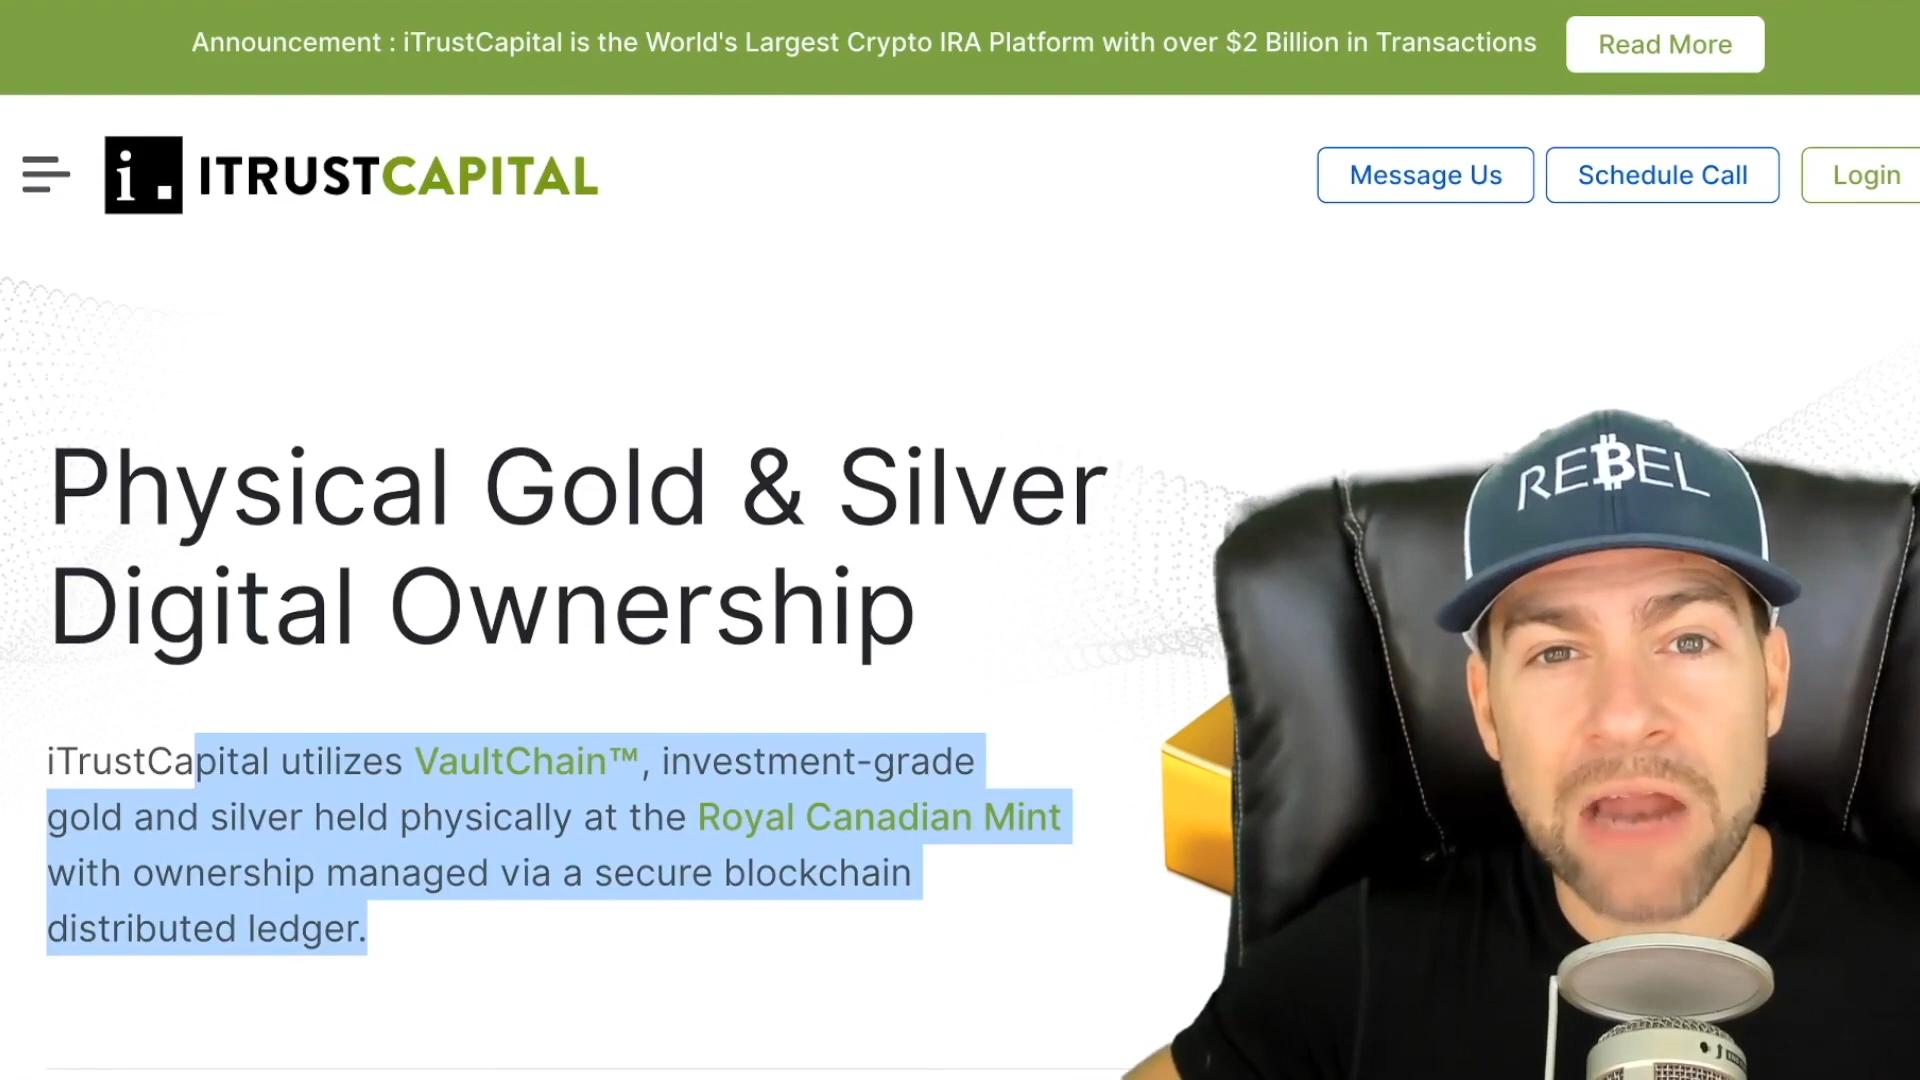 Announcement : iTrustCapital is the World's Largest Crypto IRA Platform with over $2 Billion in Transactions
Read More
i.
ITRUSTCAPITAL
Message Us
Schedule Call
Login
Physical Gold & Silver
Digital Ownership
REBEL
iTrustCapital utilizes VaultChain™, investment-grade
gold and silver held physically at the Royal Canadian Mint
with ownership managed via a secure blockchain
distributed ledger.